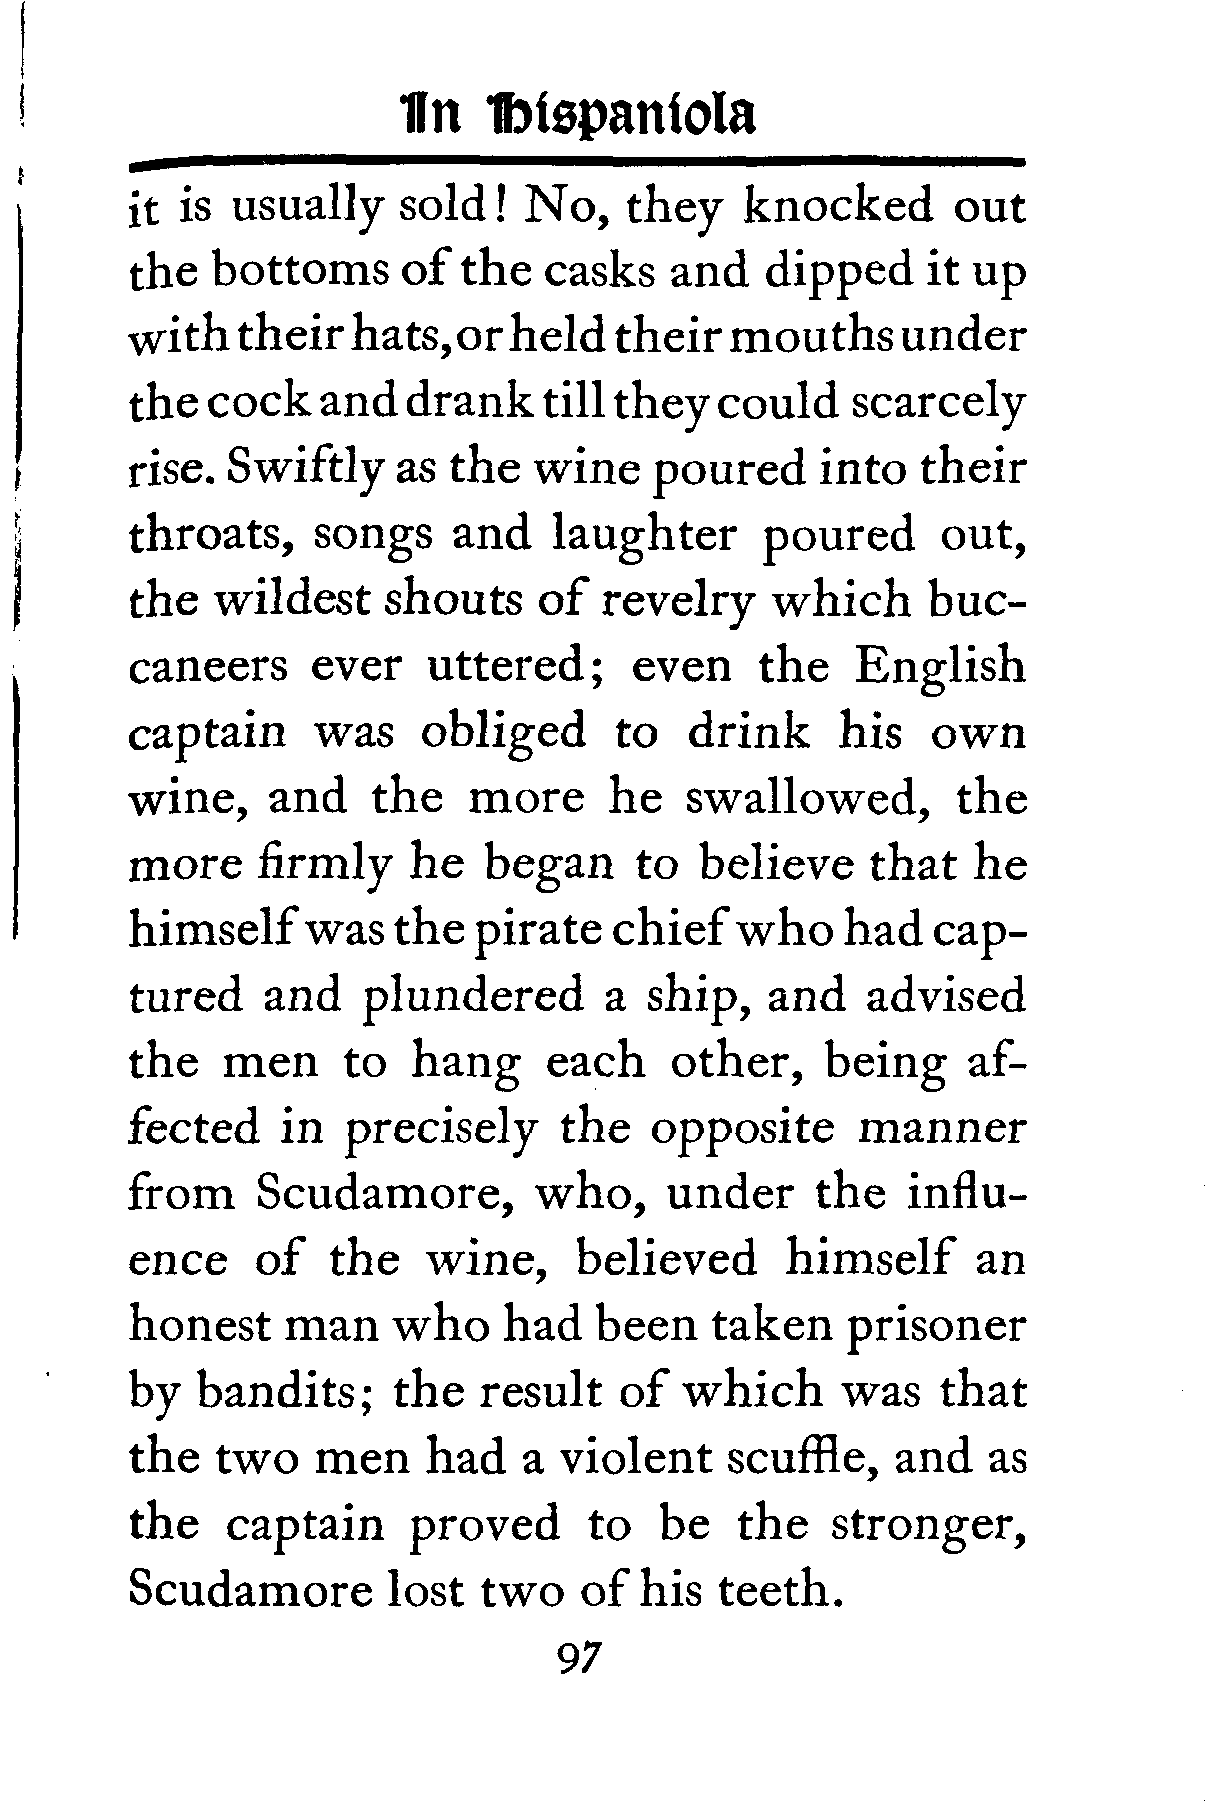 In Hispaniola
it is usually sold! No, they knocked out
the bottoms of the casks and dipped it up
with their hats, or held their mouths under
the cock and drank till they could scarcely
rise. Swiftly as the wine poured into their
throats, songs and laughter poured out,
the wildest shouts of revelry which buc-
caneers ever uttered; even the English
captain was obliged to drink his own
wine, and the more he swallowed, the
more firmly he began to believe that he
himself was the pirate chief who had cap-
tured and plundered a ship, and advised
the men to hang each other, being af-
fected in precisely the opposite manner
from Scudamore, who, under the influ-
ence of the wine, believed himself an
honest man who had been taken prisoner
by bandits; the result of which was that
the two men had a violent scuffle, and as
the captain proved to be the stronger,
Scudamore lost two of his teeth.
97